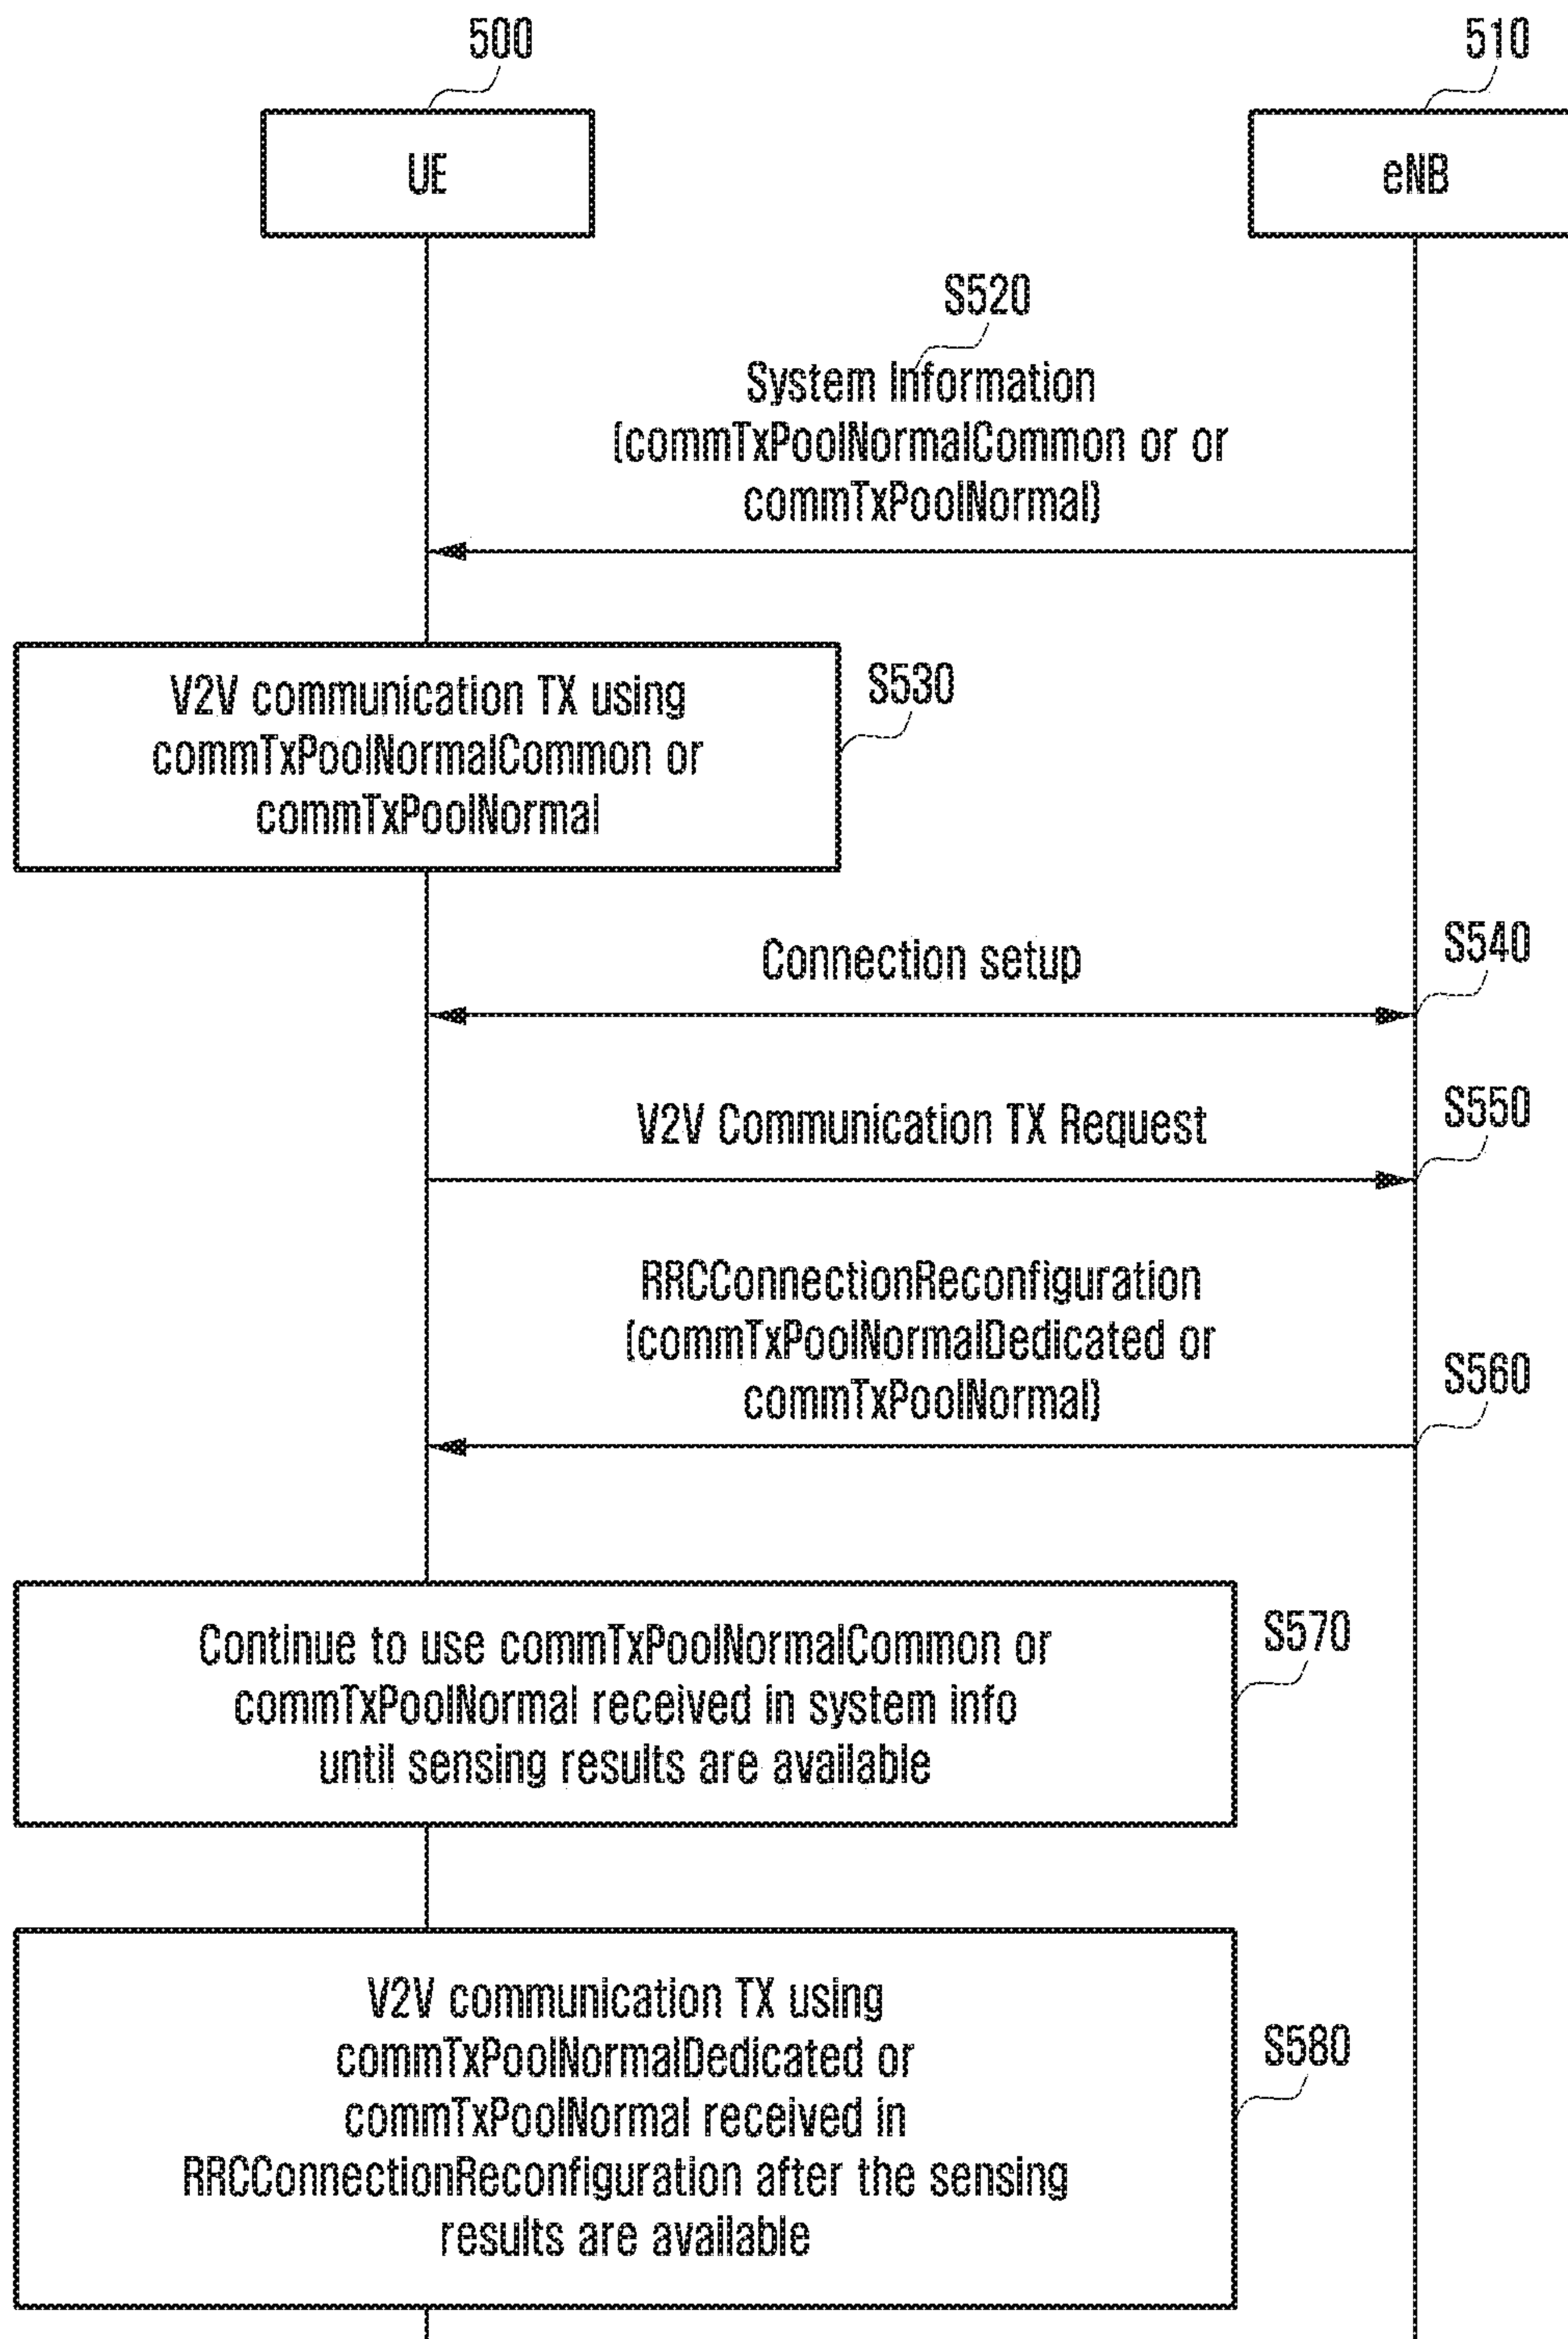 500
510
UE
eNB
S520
System Information
(commTxPoolNormalCommon or or
commTxPoolNormal)
V2V communication TX using
commTxPoolNormalCommon or
commTxPoolNormal
S530
Connection setup
S540
V2V Communication TX Request
S550
RRCConnectionReconfiguration
(commTxPoolNormalDedicated or
commTxPoolNormal)
S560
Continue to use commTxPoolNormalCommon or
commTxPoolNormal received in system info
until sensing results are available
S570
V2V communication TX using
commTxPoolNormalDedicated or
commTxPoolNormal received in
RRCConnectionReconfiguration after the sensing
results are available
S580